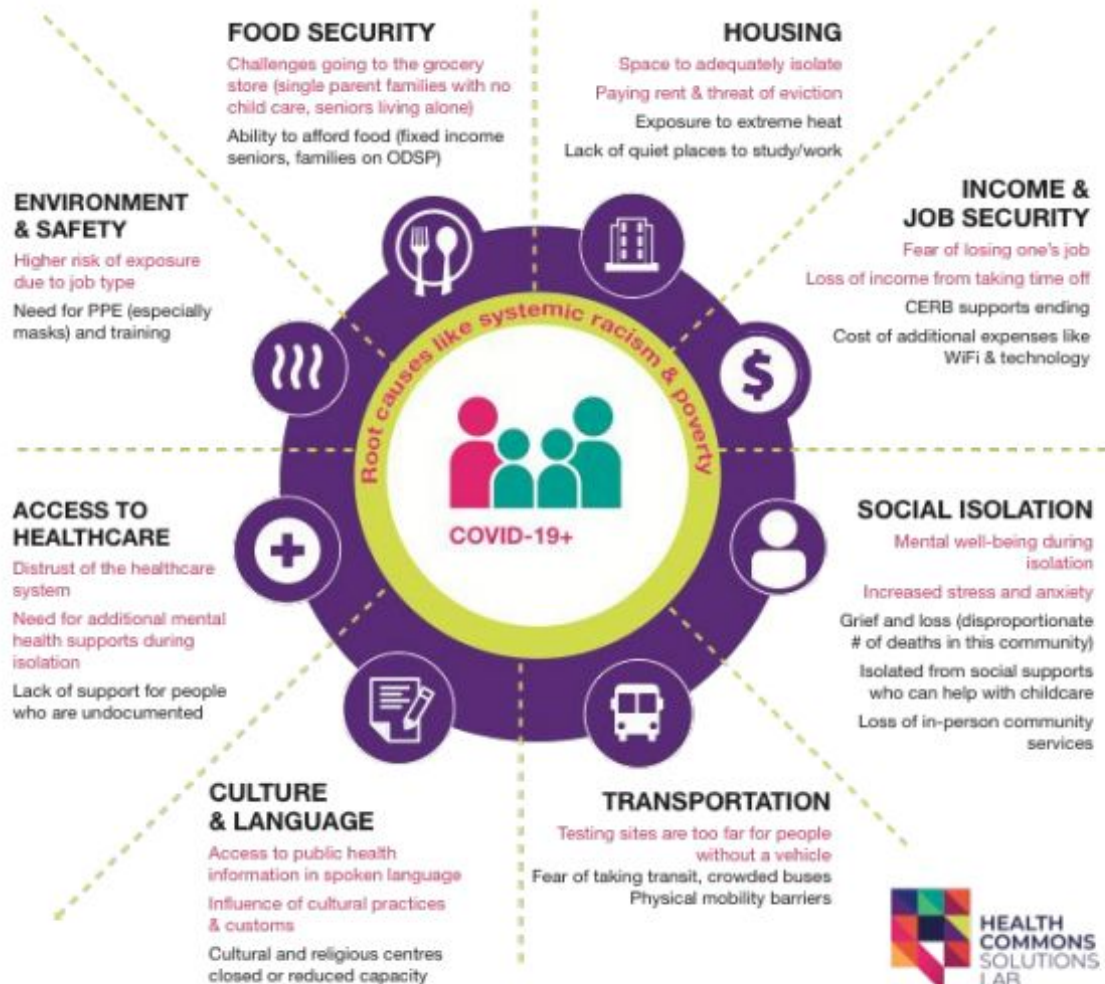 FOOD SECURITY
Challenges going to the grocery
store (single parent families with no
child care, seniors living alone)
Ability to afford food (fixed income
seniors, families on ODSP)
HOUSING
Space to adequately isolate
Paying rent & threat of eviction
Exposure to extreme heat
Lack of quiet places to study/work
ENVIRONMENT
& SAFETY
Higher risk of exposure
due to job type
Need for PPE (especially
masks) and training
INCOME &
JOB SECURITY
Fear of losing one's job
Loss of income from taking time off
CERB supports ending
Cost of additional expenses like
WiFi & technology
$
Root causes like systemic racism & poverty
COVID-19+
ACCESS TO
HEALTHCARE
Distrust of the healthcare
system
Need for additional mental
health supports during
isolation
Lack of support for people
who are undocumented
SOCIAL ISOLATION
Mental well-being during
isolation
Increased stress and anxiety
Grief and loss (disproportionate
# of deaths in this community)
Isolated from social supports
who can help with childcare
Loss of in-person community
services
CULTURE
& LANGUAGE
Access to public health
information in spoken language
Influence of cultural practices
& customs
Cultural and religious centres
closed or reduced capacity
TRANSPORTATION
Testing sites are too far for people
without a vehicle
Fear of taking transit, crowded buses
Physical mobility barriers
HEALTH
COMMONS
SOLUTIONS
LAB